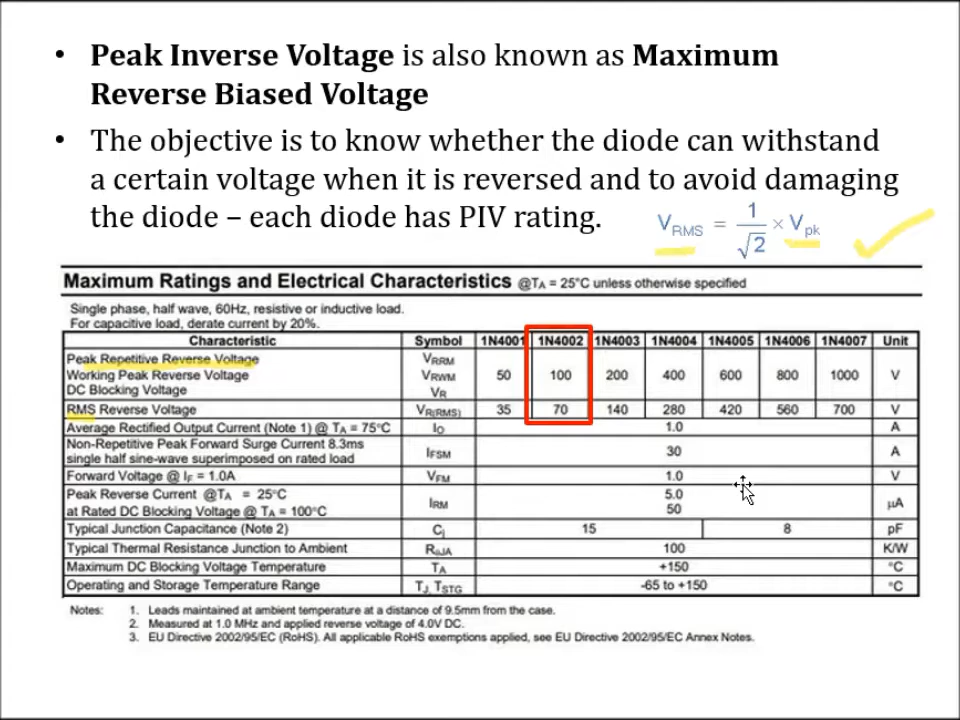 • Peak Inverse Voltage is also known as Maximum
Reverse Biased Voltage
• The objective is to know whether the diode can withstand
a certain voltage when it is reversed and to avoid damaging
the diode – each diode has PIV rating.
V_RMS = 1/√2 × V_pk
Maximum Ratings and Electrical Characteristics @T_A = 25°C unless otherwise specified
Single phase, half wave, 60Hz, resistive or inductive load.
For capacitive load, derate current by 20%.
Characteristic Symbol 1N4001 1N4002 1N4003 1N4004 1N4005 1N4006 1N4007 Unit
Peak Repetitive Reverse Voltage V_RRM
Working Peak Reverse Voltage V_RWM 50 100 200 400 600 800 1000 V
DC Blocking Voltage V_R
RMS Reverse Voltage V_R(RMS) 35 70 140 280 420 560 700 V
Average Rectified Output Current (Note 1) @ T_A = 75°C I_O 1.0 A
Non-Repetitive Peak Forward Surge Current 8.3ms
single half sine-wave superimposed on rated load I_FSM 30 A
Forward Voltage @ I_F = 1.0A V_FM 1.0 V
Peak Reverse Current @T_A = 25°C 5.0
at Rated DC Blocking Voltage @ T_A = 100°C I_RM 50 µA
Typical Junction Capacitance (Note 2) C_j 15 8 pF
Typical Thermal Resistance Junction to Ambient R_θJA 100 K/W
Maximum DC Blocking Voltage Temperature T_A +150 °C
Operating and Storage Temperature Range T_J, T_STG -65 to +150 °C
Notes: 1. Leads maintained at ambient temperature at a distance of 9.5mm from the case.
2. Measured at 1.0 MHz and applied reverse voltage of 4.0V DC.
3. EU Directive 2002/95/EC (RoHS). All applicable RoHS exemptions applied, see EU Directive 2002/95/EC Annex Notes.